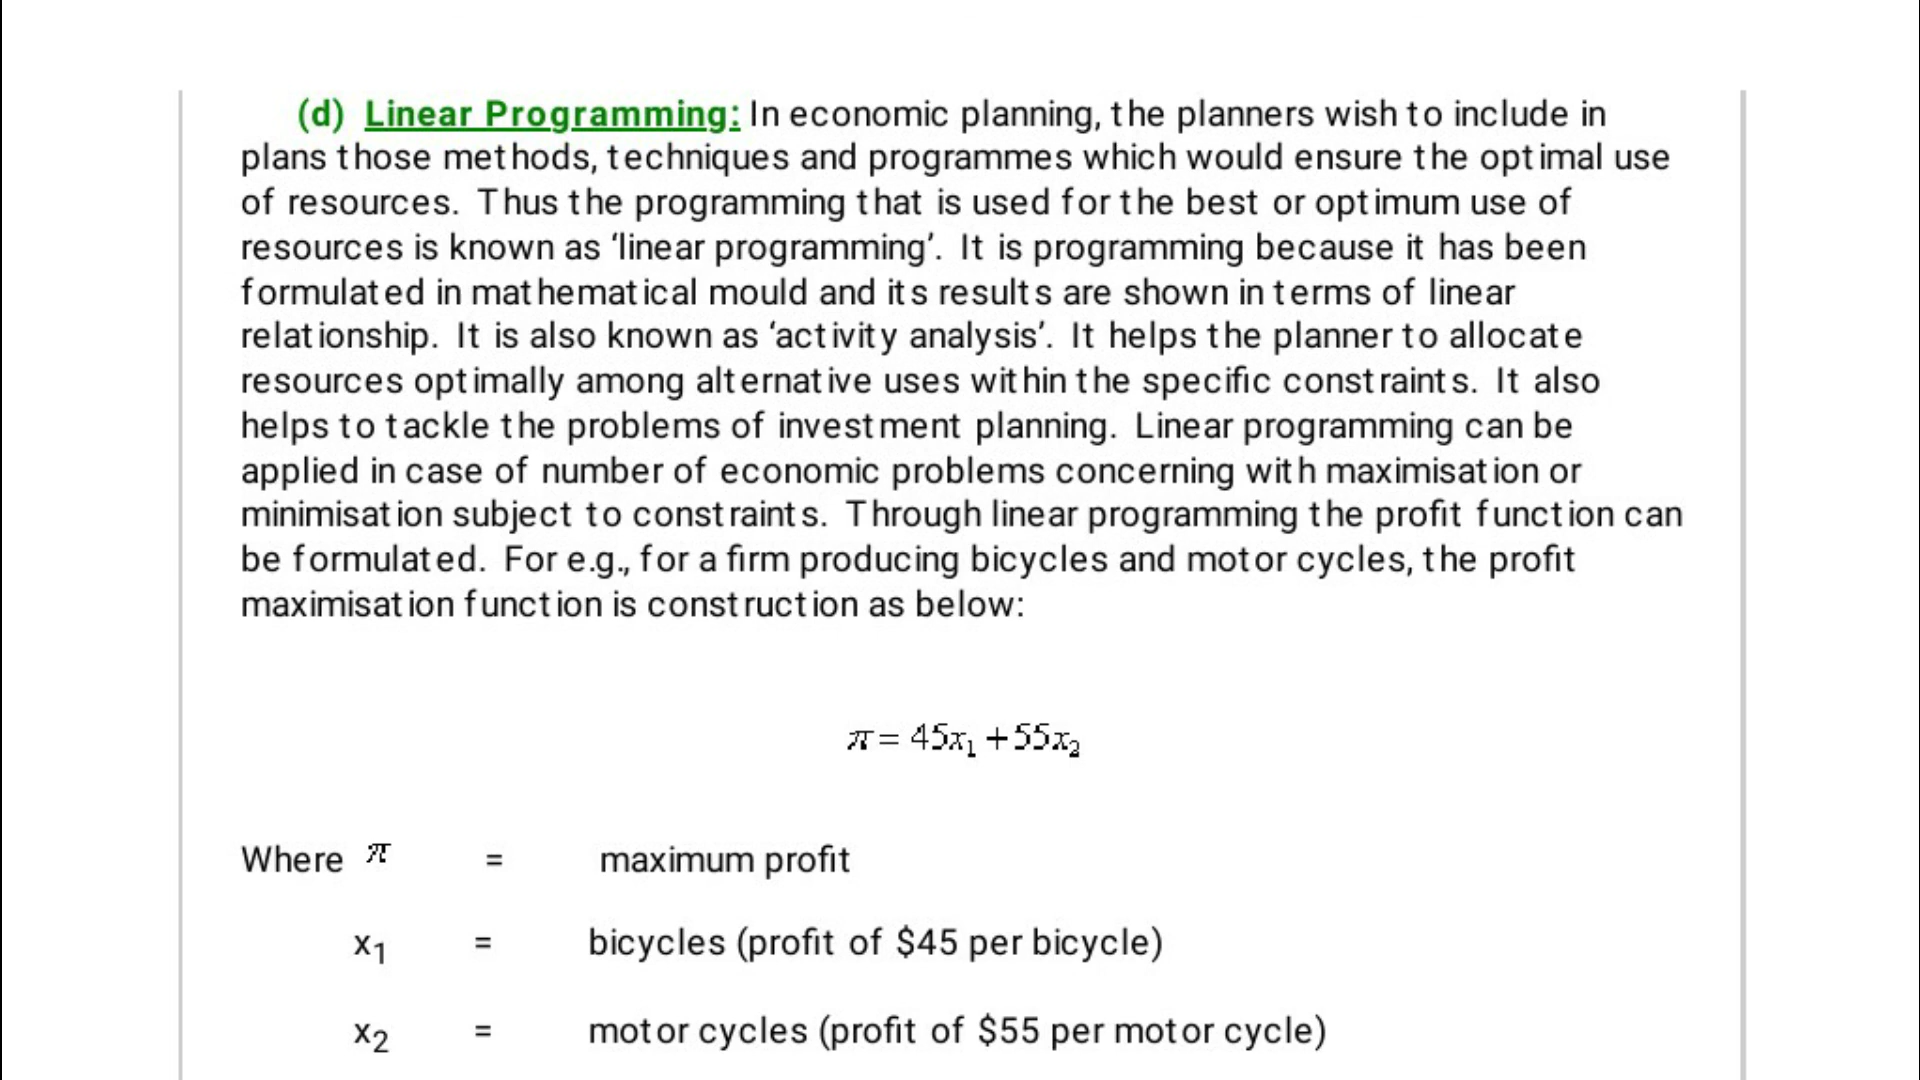 (d) Linear Programming: In economic planning, the planners wish to include in
plans those methods, techniques and programmes which would ensure the optimal use
of resources. Thus the programming that is used for the best or optimum use of
resources is known as ‘linear programming’. It is programming because it has been
formulated in mathematical mould and its results are shown in terms of linear
relationship. It is also known as ‘activity analysis’. It helps the planner to allocate
resources optimally among alternative uses within the specific constraints. It also
helps to tackle the problems of investment planning. Linear programming can be
applied in case of number of economic problems concerning with maximisation or
minimisation subject to constraints. Through linear programming the profit function can
be formulated. For e.g., for a firm producing bicycles and motor cycles, the profit
maximisation function is construction as below:
π = 45x₁ + 55x₂
Where π = maximum profit
x₁ = bicycles (profit of $45 per bicycle)
x₂ = motor cycles (profit of $55 per motor cycle)